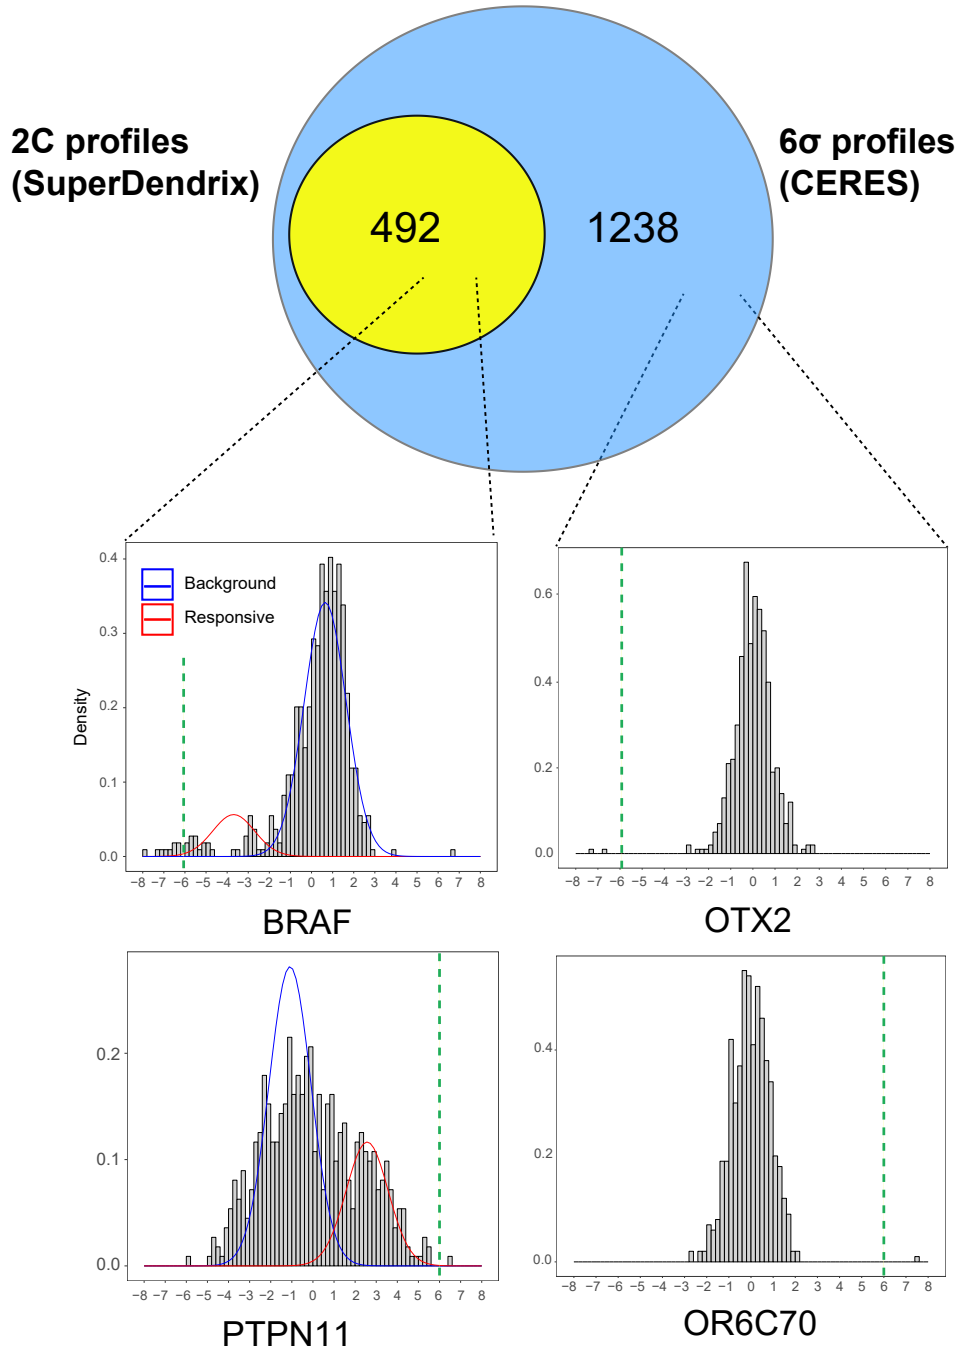 2C profiles
(SuperDendrix)
6σ profiles
(CERES)
492
1238
Background
Responsive
Density
0.4
0.3
0.2
0.1
0.0
−8 −7 −6 −5 −4 −3 −2 −1 0 1 2 3 4 5 6 7 8
BRAF
0.6
0.4
0.2
0.0
−8 −7 −6 −5 −4 −3 −2 −1 0 1 2 3 4 5 6 7 8
OTX2
0.2
0.1
0.0
−8 −7 −6 −5 −4 −3 −2 −1 0 1 2 3 4 5 6 7 8
PTPN11
0.4
0.2
0.0
−8 −7 −6 −5 −4 −3 −2 −1 0 1 2 3 4 5 6 7 8
OR6C70